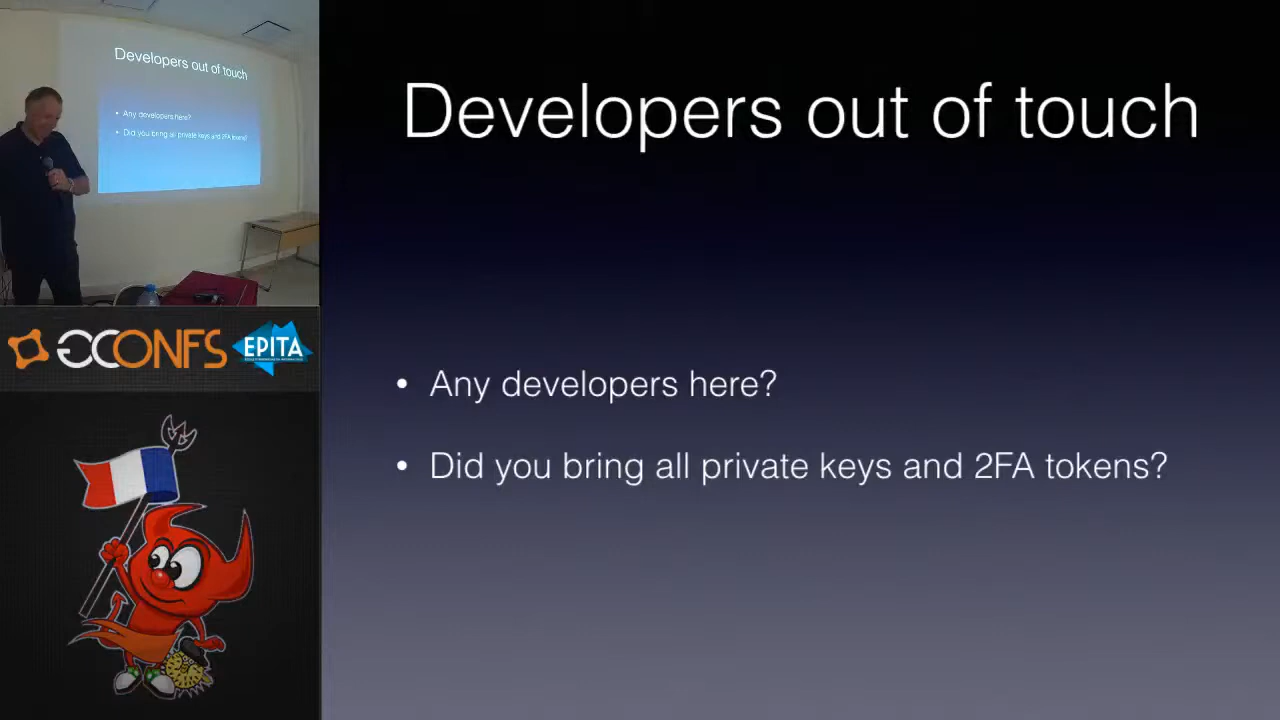 Developers out of touch
• Any developers here?
• Did you bring all private keys and 2FA tokens?
GCONFS
EPITA
Developers out of touch
• Any developers here?
• Did you bring all private keys and 2FA tokens?